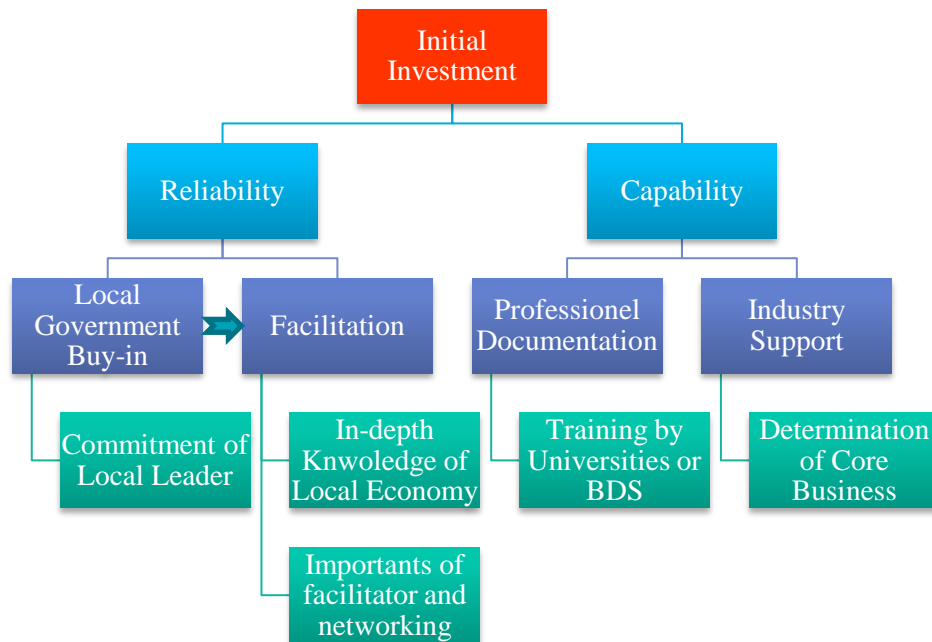 Initial
Investment
Reliability
Capability
Local
Government
Buy-in
Facilitation
Professionel
Documentation
Industry
Support
Commitment of
Local Leader
In-depth
Knwoledge of
Local Economy
Training by
Universities or
BDS
Determination
of Core
Business
Importants of
facilitator and
networking